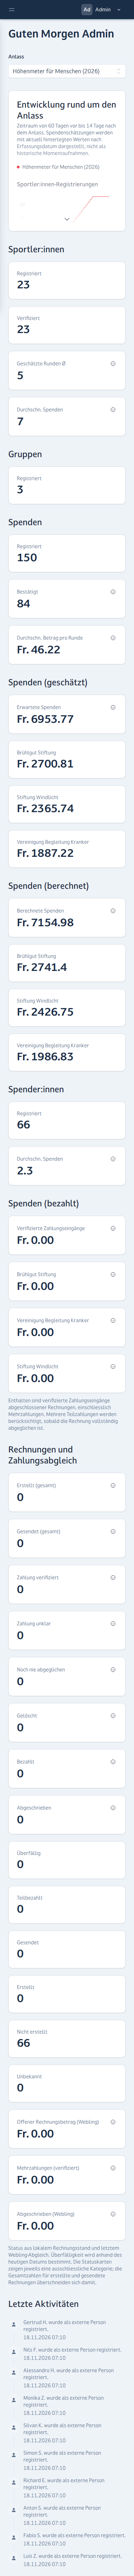 Ad Admin
Guten Morgen Admin
Anlass
Höhenmeter für Menschen (2026)
Entwicklung rund um den
Anlass
Zeitraum von 60 Tagen vor bis 14 Tage nach
dem Anlass. Spendenschätzungen werden
mit aktuell hinterlegten Werten nach
Erfassungsdatum dargestellt, nicht als
historische Momentaufnahmen.
Höhenmeter für Menschen (2026)
Sportler:innen-Registrierungen
Sportler:innen
Registriert
23
Verifiziert
23
Geschätzte Runden Ø
5
Durchschn. Spenden
7
Gruppen
Registriert
3
Spenden
Registriert
150
Bestätigt
84
Durchschn. Betrag pro Runde
Fr. 46.22
Spenden (geschätzt)
Erwartete Spenden
Fr. 6953.77
Brühlgut Stiftung
Fr. 2700.81
Stiftung Windlicht
Fr. 2365.74
Vereinigung Begleitung Kranker
Fr. 1887.22
Spenden (berechnet)
Berechnete Spenden
Fr. 7154.98
Brühlgut Stiftung
Fr. 2741.4
Stiftung Windlicht
Fr. 2426.75
Vereinigung Begleitung Kranker
Fr. 1986.83
Spender:innen
Registriert
66
Durchschn. Spenden
2.3
Spenden (bezahlt)
Verifizierte Zahlungseingänge
Fr. 0.00
Brühlgut Stiftung
Fr. 0.00
Vereinigung Begleitung Kranker
Fr. 0.00
Stiftung Windlicht
Fr. 0.00
Enthalten sind verifizierte Zahlungseingänge
abgeschlossener Rechnungen, einschliesslich
Mehrzahlungen. Mehrere Teilzahlungen werden
berücksichtigt, sobald die Rechnung vollständig
abgeglichen ist.
Rechnungen und
Zahlungsabgleich
Erstellt (gesamt)
0
Gesendet (gesamt)
0
Zahlung verifiziert
0
Zahlung unklar
0
Noch nie abgeglichen
0
Gelöscht
0
Bezahlt
0
Abgeschrieben
0
Überfällig
0
Teilbezahlt
0
Gesendet
0
Erstellt
0
Nicht erstellt
66
Unbekannt
0
Offener Rechnungsbetrag (Webling)
Fr. 0.00
Mehrzahlungen (verifiziert)
Fr. 0.00
Abgeschrieben (Webling)
Fr. 0.00
Status aus lokalem Rechnungsstand und letztem
Webling-Abgleich. Überfälligkeit wird anhand des
heutigen Datums bestimmt. Die Statuskarten
zeigen jeweils eine ausschliessliche Kategorie; die
Gesamtzahlen für erstellte und gesendete
Rechnungen überschneiden sich damit.
Letzte Aktivitäten
Gertrud H. wurde als externe Person
registriert.
18.11.2026 07:10
Nils F. wurde als externe Person registriert.
18.11.2026 07:10
Alessandro H. wurde als externe Person
registriert.
18.11.2026 07:10
Monika Z. wurde als externe Person
registriert.
18.11.2026 07:10
Silvan K. wurde als externe Person
registriert.
18.11.2026 07:10
Simon S. wurde als externe Person
registriert.
18.11.2026 07:10
Richard E. wurde als externe Person
registriert.
18.11.2026 07:10
Anton S. wurde als externe Person
registriert.
18.11.2026 07:10
Fabio S. wurde als externe Person registriert.
18.11.2026 07:10
Luis Z. wurde als externe Person registriert.
18.11.2026 07:10